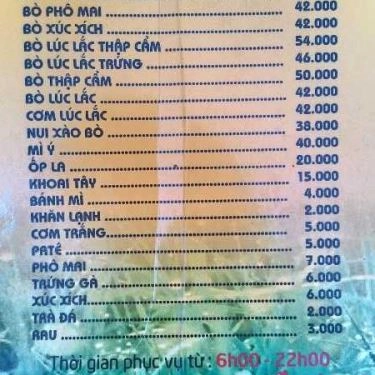 BÒ PHÔ MAI 42.000
BÒ XÚC XÍCH 42.000
BÒ LÚC LẮC THẬP CẨM 54.000
BÒ LÚC LẮC TRỨNG 46.000
BÒ THẬP CẨM 50.000
BÒ LÚC LẮC 42.000
CƠM LÚC LẮC 42.000
NUI XÀO BÒ 38.000
MÌ Ý 40.000
ỐP LA 20.000
KHOAI TÂY 15.000
BÁNH MÌ 4.000
KHĂN LẠNH 2.000
CƠM TRẮNG 5.000
PATÉ 5.000
PHÔ MAI 7.000
TRỨNG GÀ 6.000
XÚC XÍCH 6.000
TRÀ ĐÁ 2.000
RAU 3.000
Thời gian phục vụ từ : 6h00 - 22h00